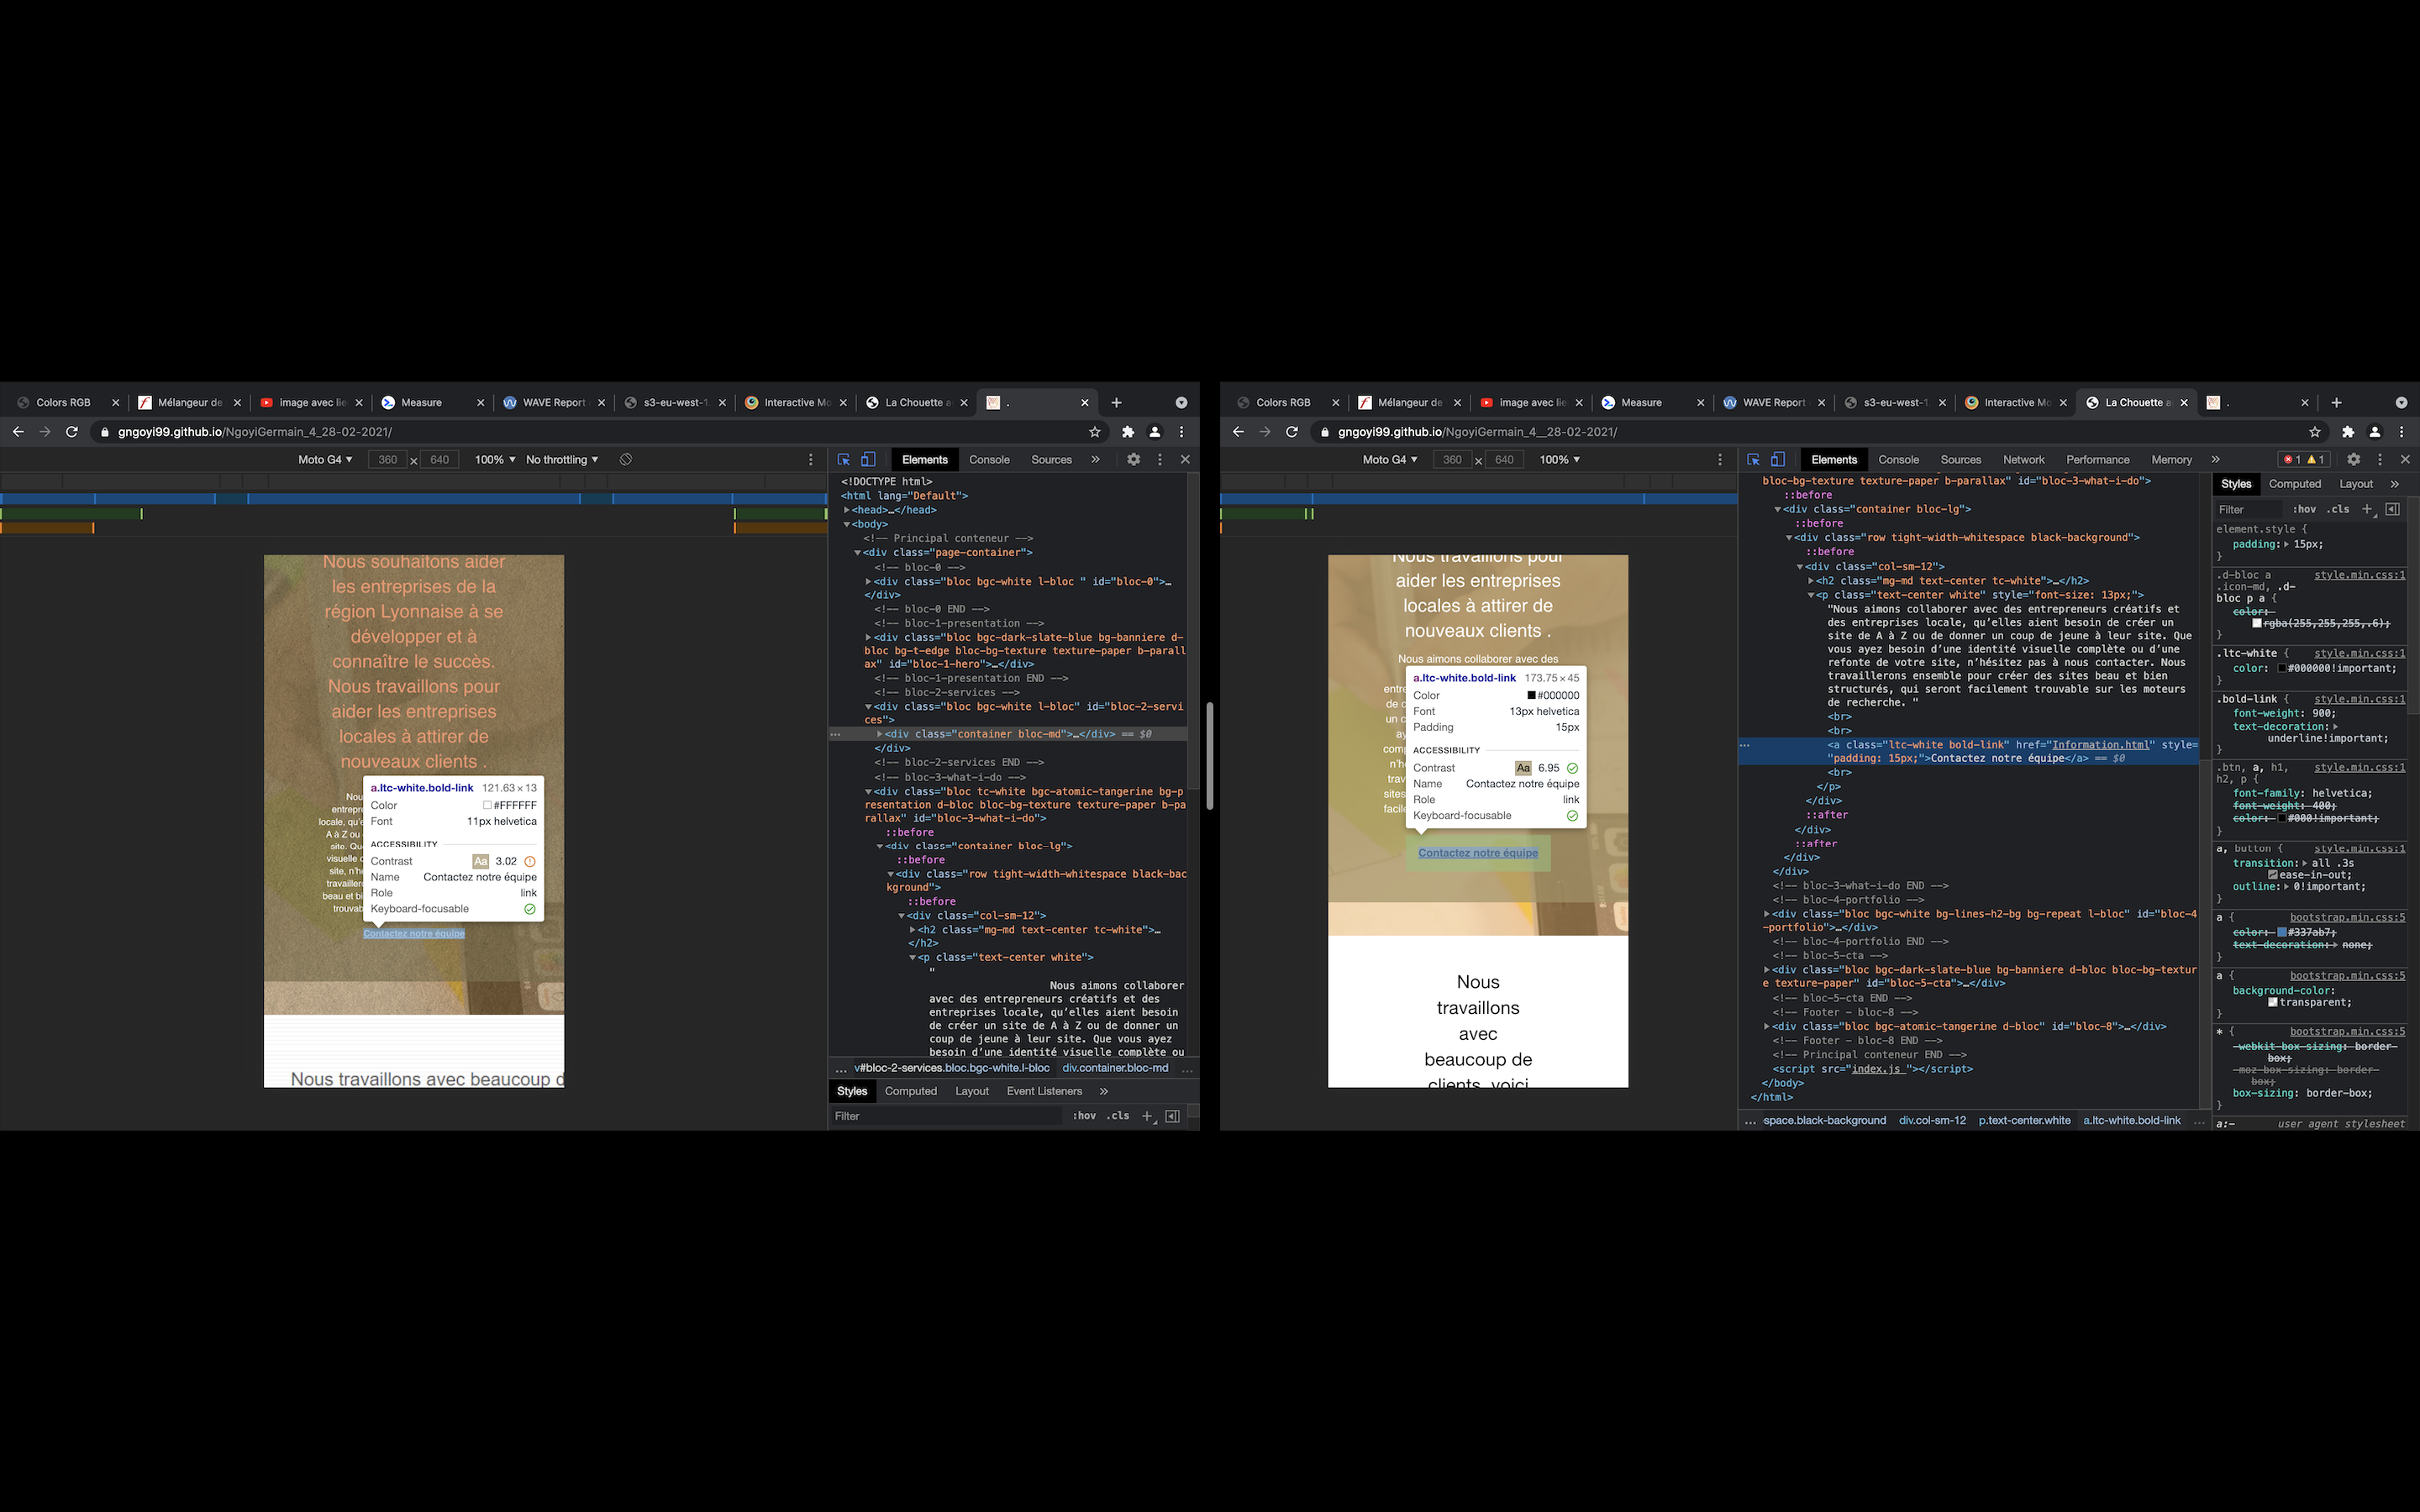 Colors RGB
Mélangeur de
image avec lie
Measure
WAVE Report
s3-eu-west-1.
Interactive Mo
La Chouette a
.
gngoyi99.github.io/NgoyiGermain_4_28-02-2021/
Moto G4 ▾ 360 × 640 100% ▾ No throttling ▾
Elements Console Sources »
Nous souhaitons aider
les entreprises de la
région Lyonnaise à se
développer et à
connaître le succès.
Nous travaillons pour
aider les entreprises
locales à attirer de
nouveaux clients .
Nou
entrepr
locale, qu'e
A à Z ou
site. Qu
visuelle c
site, n'hé
travailler
beau et bi
trouvab
a.ltc-white.bold-link 121.63 × 13
Color #FFFFFF
Font 11px helvetica
ACCESSIBILITY
Contrast Aa 3.02
Name Contactez notre équipe
Role link
Keyboard-focusable
Contactez notre équipe
Nous travaillons avec beaucoup d
<!DOCTYPE html>
<html lang="Default">
<head>…</head>
<body>
<!-- Principal conteneur -->
<div class="page-container">
<!-- bloc-0 -->
<div class="bloc bgc-white l-bloc " id="bloc-0">…
</div>
<!-- bloc-0 END -->
<!-- bloc-1-presentation -->
<div class="bloc bgc-dark-slate-blue bg-banniere d-
bloc bg-t-edge bloc-bg-texture texture-paper b-parall
ax" id="bloc-1-hero">…</div>
<!-- bloc-1-presentation END -->
<!-- bloc-2-services -->
<div class="bloc bgc-white l-bloc" id="bloc-2-servi
ces">
<div class="container bloc-md">…</div> == $0
</div>
<!-- bloc-2-services END -->
<!-- bloc-3-what-i-do -->
<div class="bloc tc-white bgc-atomic-tangerine bg-p
resentation d-bloc bloc-bg-texture texture-paper b-pa
rallax" id="bloc-3-what-i-do">
::before
<div class="container bloc-lg">
::before
<div class="row tight-width-whitespace black-bac
kground">
::before
<div class="col-sm-12">
<h2 class="mg-md text-center tc-white">…
</h2>
<p class="text-center white">
"
Nous aimons collaborer
avec des entrepreneurs créatifs et des
entreprises locale, qu’elles aient besoin
de créer un site de A à Z ou de donner un
coup de jeune à leur site. Que vous ayez
besoin d’une identité visuelle complète ou
… v#bloc-2-services.bloc.bgc-white.l-bloc div.container.bloc-md …
Styles Computed Layout Event Listeners »
Filter :hov .cls +
Colors RGB
Mélangeur de
image avec lie
Measure
WAVE Report
s3-eu-west-1.
Interactive Mo
La Chouette a
.
gngoyi99.github.io/NgoyiGermain_4__28-02-2021/
Moto G4 ▾ 360 × 640 100% ▾
Elements Console Sources Network Performance Memory » 1 1
Nous travaillons pour
aider les entreprises
locales à attirer de
nouveaux clients .
Nous aimons collaborer avec des
entre
de c
un c
ay
comp
n'h
trav
sites
facile
a.ltc-white.bold-link 173.75 × 45
Color #000000
Font 13px helvetica
Padding 15px
ACCESSIBILITY
Contrast Aa 6.95
Name Contactez notre équipe
Role link
Keyboard-focusable
Contactez notre équipe
Nous
travaillons
avec
beaucoup de
clients, voici
bloc-bg-texture texture-paper b-parallax" id="bloc-3-what-i-do">
::before
<div class="container bloc-lg">
::before
<div class="row tight-width-whitespace black-background">
::before
<div class="col-sm-12">
<h2 class="mg-md text-center tc-white">…</h2>
<p class="text-center white" style="font-size: 13px;">
"Nous aimons collaborer avec des entrepreneurs créatifs et
des entreprises locale, qu’elles aient besoin de créer un
site de A à Z ou de donner un coup de jeune à leur site. Que
vous ayez besoin d’une identité visuelle complète ou d’une
refonte de votre site, n’hésitez pas à nous contacter. Nous
travaillerons ensemble pour créer des sites beau et bien
structurés, qui seront facilement trouvable sur les moteurs
de recherche. "
<br>
<br>
<a class="ltc-white bold-link" href="Information.html" style=
"padding: 15px;">Contactez notre équipe</a> == $0
<br>
</p>
</div>
::after
</div>
::after
</div>
</div>
<!-- bloc-3-what-i-do END -->
<!-- bloc-4-portfolio -->
<div class="bloc bgc-white bg-lines-h2-bg bg-repeat l-bloc" id="bloc-4
-portfolio">…</div>
<!-- bloc-4-portfolio END -->
<!-- bloc-5-cta -->
<div class="bloc bgc-dark-slate-blue bg-banniere d-bloc bloc-bg-textur
e texture-paper" id="bloc-5-cta">…</div>
<!-- bloc-5-cta END -->
<!-- Footer - bloc-8 -->
<div class="bloc bgc-atomic-tangerine d-bloc" id="bloc-8">…</div>
<!-- Footer - bloc-8 END -->
<!-- Principal conteneur END -->
<script src="index.js "></script>
</body>
</html>
… space.black-background div.col-sm-12 p.text-center.white a.ltc-white.bold-link …
Styles Computed Layout »
Filter :hov .cls +
element.style {
padding: 15px;
}
.d-bloc a style.min.css:1
.icon-md, .d-
bloc p a {
color:
rgba(255,255,255,.6);
}
.ltc-white { style.min.css:1
color: #000000!important;
}
.bold-link { style.min.css:1
font-weight: 900;
text-decoration:
underline!important;
}
.btn, a, h1, style.min.css:1
h2, p {
font-family: helvetica;
font-weight: 400;
color: #000!important;
}
a, button { style.min.css:1
transition: all .3s
ease-in-out;
outline: 0!important;
}
a { bootstrap.min.css:5
color: #337ab7;
text-decoration: none;
}
a { bootstrap.min.css:5
background-color:
transparent;
}
* { bootstrap.min.css:5
-webkit-box-sizing: border-
box;
-moz-box-sizing: border-
box;
box-sizing: border-box;
}
a:- user agent stylesheet